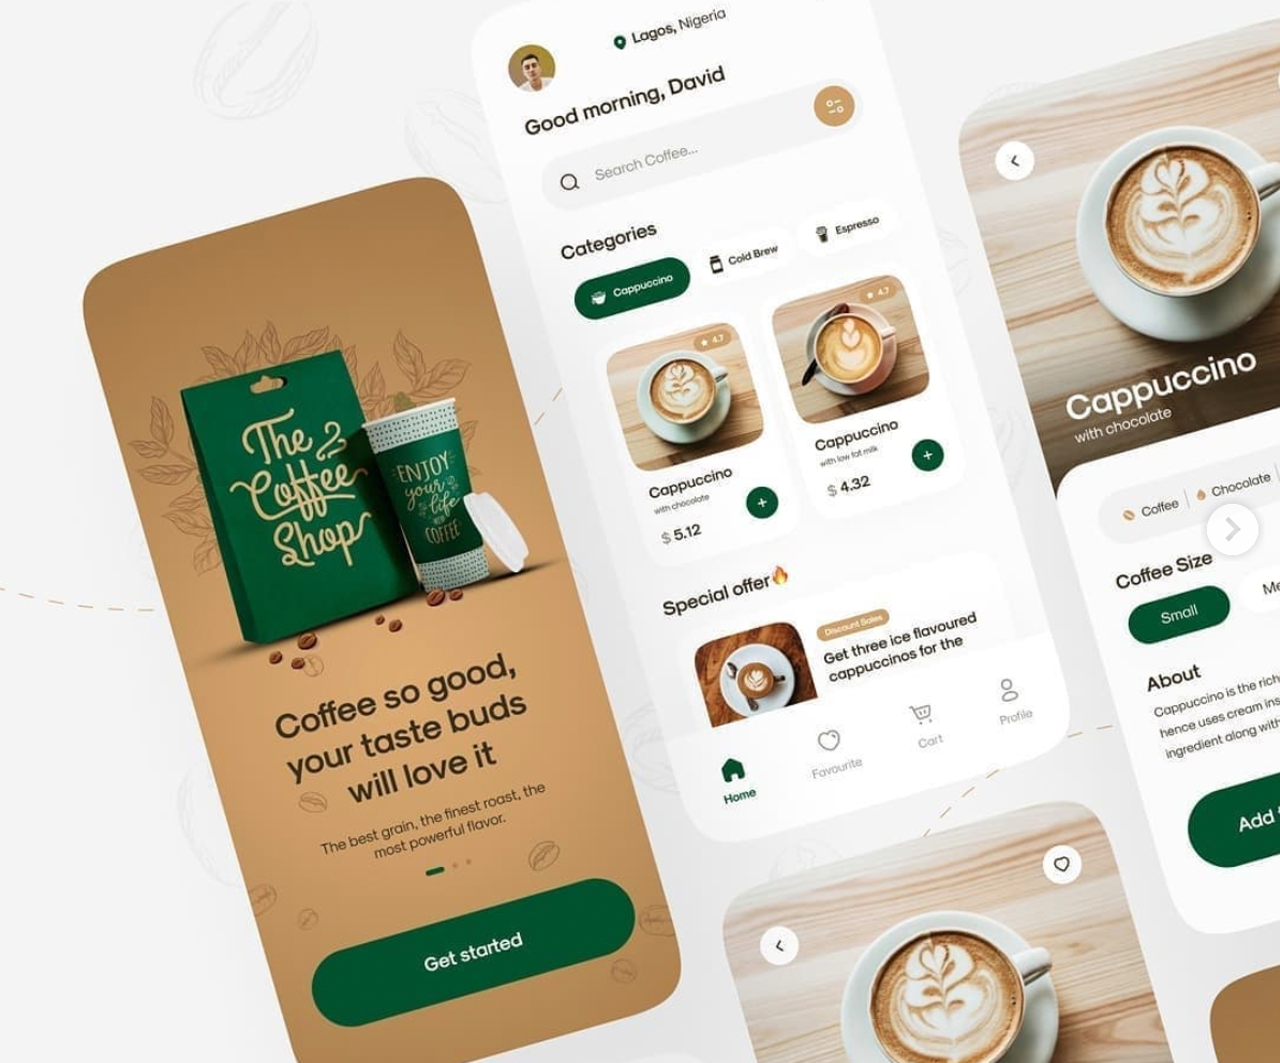 The
Coffee
Shop
ENJOY
your
life
COFFEE
Coffee so good,
your taste buds
will love it
The best grain, the finest roast, the
most powerful flavor.
Get started
Lagos, Nigeria
Good morning, David
Search Coffee...
Categories
Cappuccino
Cold Brew
Espresso
4.7
Cappuccino
with chocolate
$ 5.12
4.7
Cappuccino
with low fat milk
$ 4.32
Special offer🔥
Discount Sales
Get three ice flavoured
cappuccinos for the
Home
Favourite
Cart
Profile
Cappuccino
with chocolate
Coffee
Chocolate
Coffee Size
Small
Me
About
Cappuccino is the rich
hence uses cream ins
ingredient along with
Add